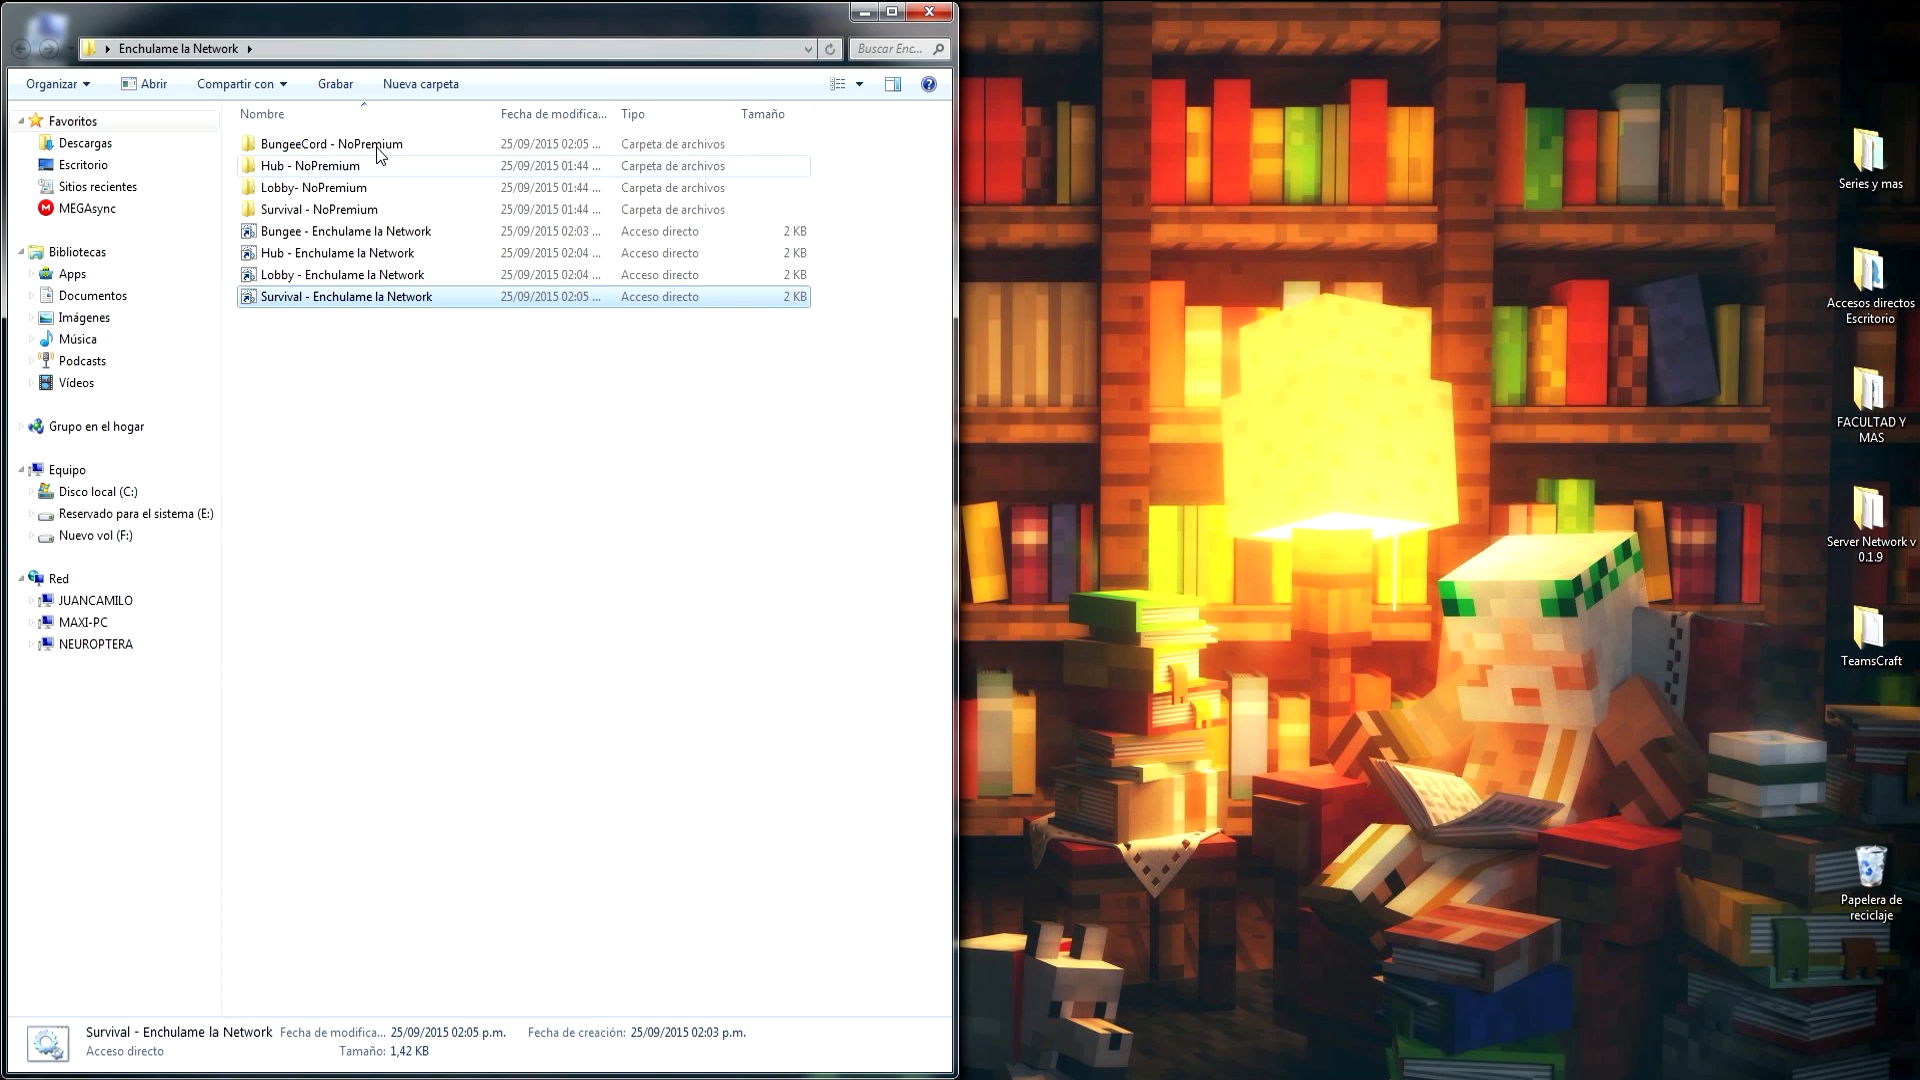 Enchulame la Network
Buscar Enc...
Organizar
Abrir
Compartir con
Grabar
Nueva carpeta
Nombre
Fecha de modifica...
Tipo
Tamaño
Favoritos
Descargas
Escritorio
Sitios recientes
MEGAsync
Bibliotecas
Apps
Documentos
Imágenes
Música
Podcasts
Vídeos
Grupo en el hogar
Equipo
Disco local (C:)
Reservado para el sistema (E:)
Nuevo vol (F:)
Red
JUANCAMILO
MAXI-PC
NEUROPTERA
BungeeCord - NoPremium 25/09/2015 02:05 ... Carpeta de archivos
Hub - NoPremium 25/09/2015 01:44 ... Carpeta de archivos
Lobby- NoPremium 25/09/2015 01:44 ... Carpeta de archivos
Survival - NoPremium 25/09/2015 01:44 ... Carpeta de archivos
Bungee - Enchulame la Network 25/09/2015 02:03 ... Acceso directo 2 KB
Hub - Enchulame la Network 25/09/2015 02:04 ... Acceso directo 2 KB
Lobby - Enchulame la Network 25/09/2015 02:04 ... Acceso directo 2 KB
Survival - Enchulame la Network 25/09/2015 02:05 ... Acceso directo 2 KB
Survival - Enchulame la Network Fecha de modifica... 25/09/2015 02:05 p.m. Fecha de creación: 25/09/2015 02:03 p.m.
Acceso directo Tamaño: 1,42 KB
Series y mas
Accesos directos
Escritorio
FACULTAD Y
MAS
Server Network v
0.1.9
TeamsCraft
Papelera de
reciclaje